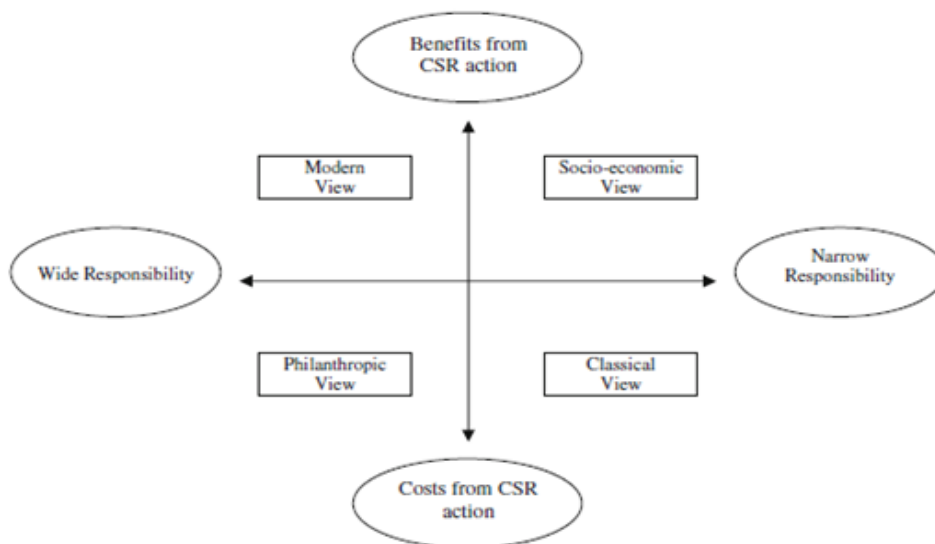 Benefits from
CSR action
Modern
View
Socio-economic
View
Wide Responsibility
Narrow
Responsibility
Philanthropic
View
Classical
View
Costs from CSR
action